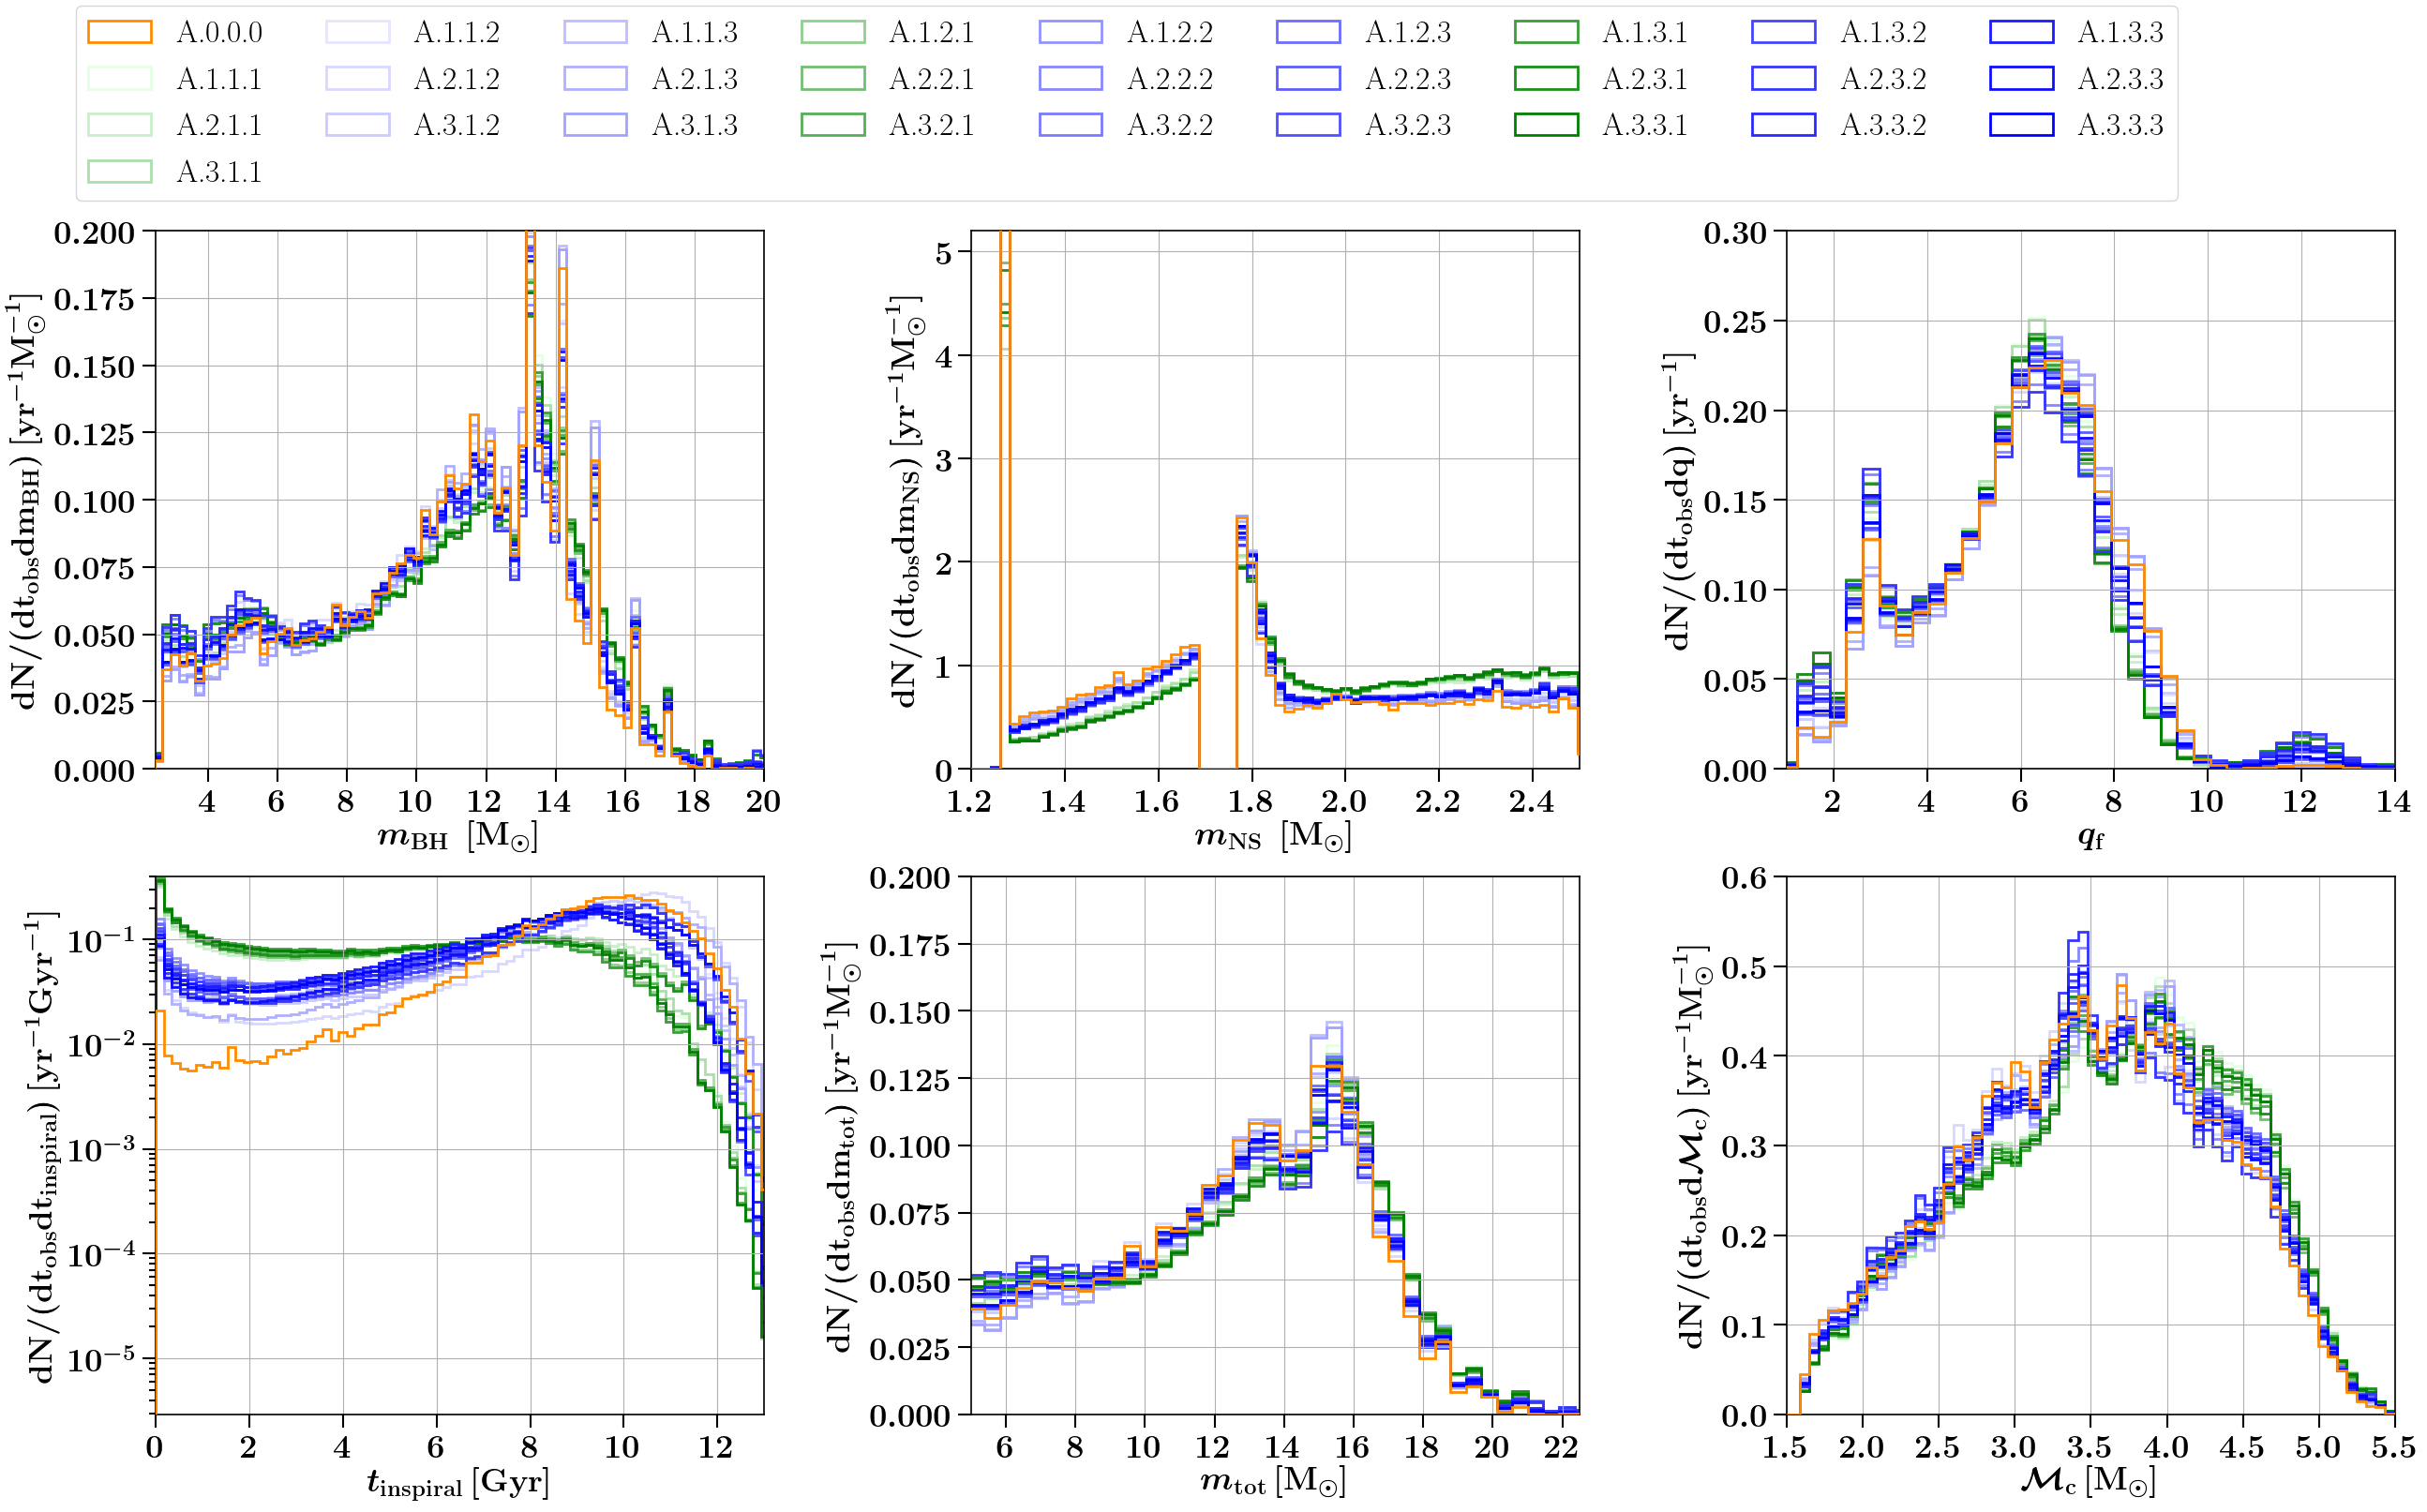 A.0.0.0 A.1.1.2 A.1.1.3 A.1.2.1 A.1.2.2 A.1.2.3 A.1.3.1 A.1.3.2 A.1.3.3
A.1.1.1 A.2.1.2 A.2.1.3 A.2.2.1 A.2.2.2 A.2.2.3 A.2.3.1 A.2.3.2 A.2.3.3
A.2.1.1 A.3.1.2 A.3.1.3 A.3.2.1 A.3.2.2 A.3.2.3 A.3.3.1 A.3.3.2 A.3.3.3
A.3.1.1
dN/(dt_obs dm_BH) [yr⁻¹M_⊙⁻¹]
0.200
0.175
0.150
0.125
0.100
0.075
0.050
0.025
0.000
4 6 8 10 12 14 16 18 20
m_BH [M_⊙]
dN/(dt_obs dm_NS) [yr⁻¹M_⊙⁻¹]
5
4
3
2
1
0
1.2 1.4 1.6 1.8 2.0 2.2 2.4
m_NS [M_⊙]
dN/(dt_obs dq) [yr⁻¹]
0.30
0.25
0.20
0.15
0.10
0.05
0.00
2 4 6 8 10 12 14
q_f
dN/(dt_obs dt_inspiral) [yr⁻¹Gyr⁻¹]
10⁻¹
10⁻²
10⁻³
10⁻⁴
10⁻⁵
0 2 4 6 8 10 12
t_inspiral [Gyr]
dN/(dt_obs dm_tot) [yr⁻¹M_⊙⁻¹]
0.200
0.175
0.150
0.125
0.100
0.075
0.050
0.025
0.000
6 8 10 12 14 16 18 20 22
m_tot [M_⊙]
dN/(dt_obs dℳ_c) [yr⁻¹M_⊙⁻¹]
0.6
0.5
0.4
0.3
0.2
0.1
0.0
1.5 2.0 2.5 3.0 3.5 4.0 4.5 5.0 5.5
ℳ_c [M_⊙]